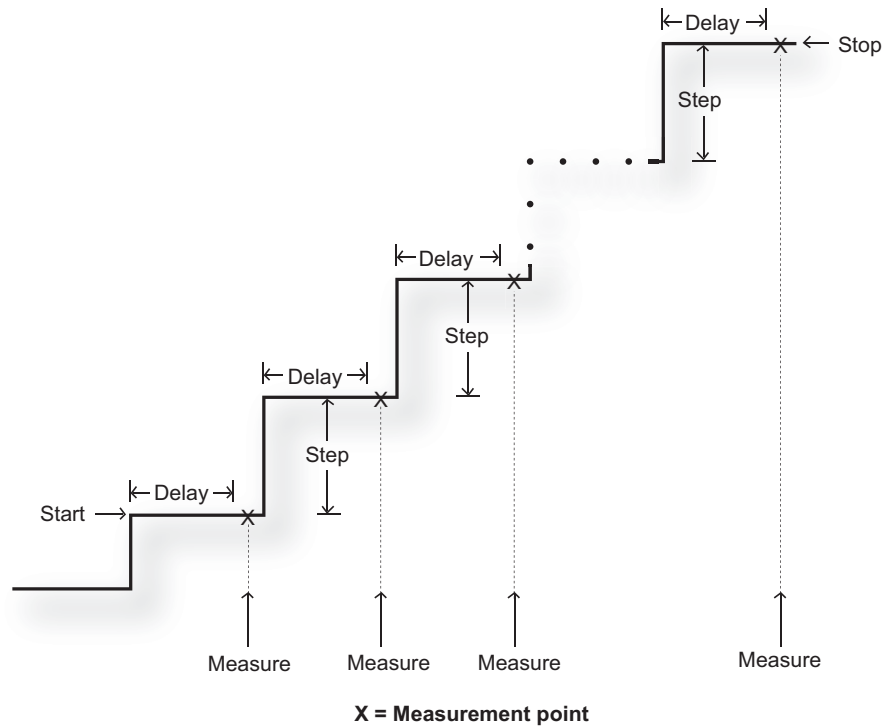 Delay
X
Stop
Step
Delay
X
Step
Delay
X
Step
Delay
Start
X
Measure
Measure
Measure
Measure
X = Measurement point